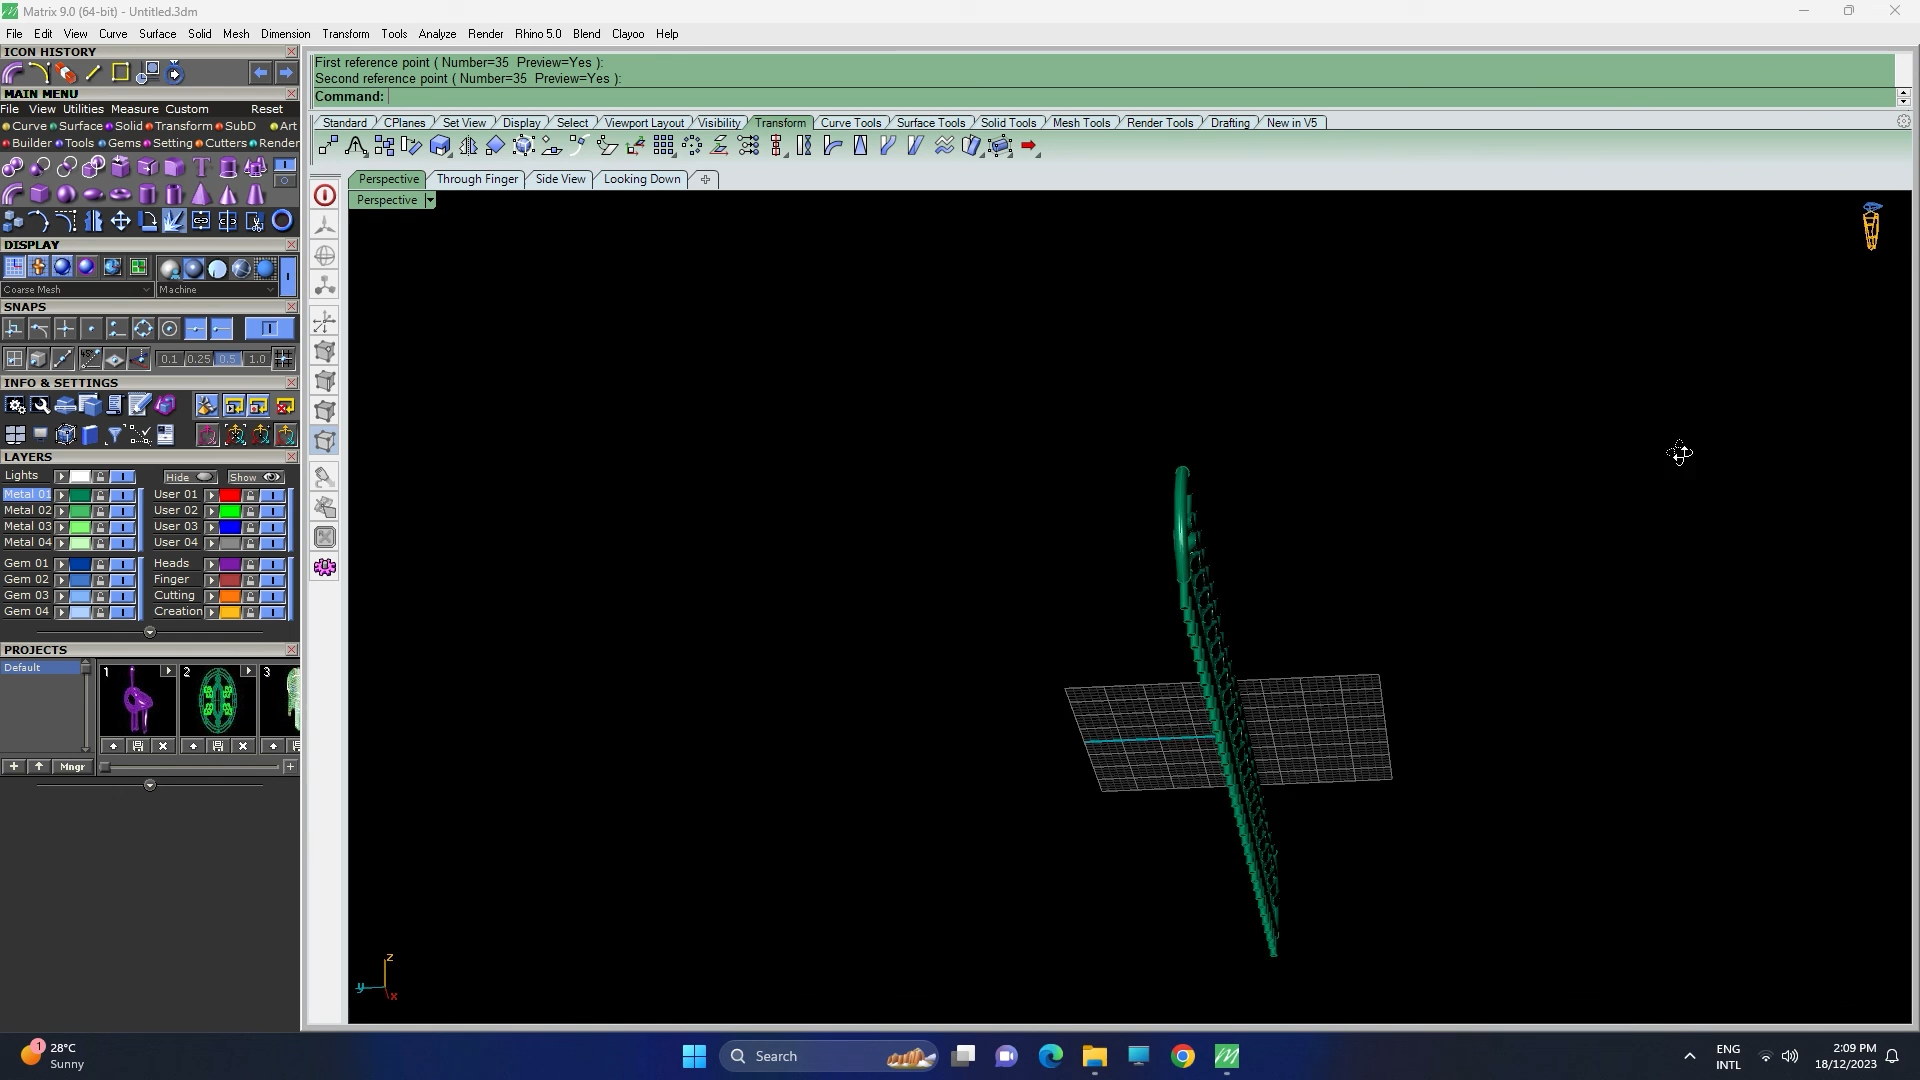 Matrix 9.0 (64-bit) - Untitled.3dm
File Edit View Curve Surface Solid Mesh Dimension Transform Tools Analyze Render Rhino 5.0 Blend Clayoo Help
ICON HISTORY
First reference point ( Number=35 Preview=Yes ):
Second reference point ( Number=35 Preview=Yes ):
Command:
MAIN MENU
File View Utilities Measure Custom Reset
Curve Surface Solid Transform SubD Art
Builder Tools Gems Setting Cutters Render
Standard CPlanes Set View Display Select Viewport Layout Visibility Transform Curve Tools Surface Tools Solid Tools Mesh Tools Render Tools Drafting New in V5
Perspective Through Finger Side View Looking Down
Perspective
DISPLAY
Coarse Mesh Machine
SNAPS
0.1 0.25 0.5 1.0
INFO & SETTINGS
LAYERS
Lights Hide Show
Metal 01 User 01
Metal 02 User 02
Metal 03 User 03
Metal 04 User 04
Gem 01 Heads
Gem 02 Finger
Gem 03 Cutting
Gem 04 Creation
PROJECTS
Default 1 2 3
Mngr
z
y
x
28°C
Sunny
1
Search
ENG
INTL
2:09 PM
18/12/2023